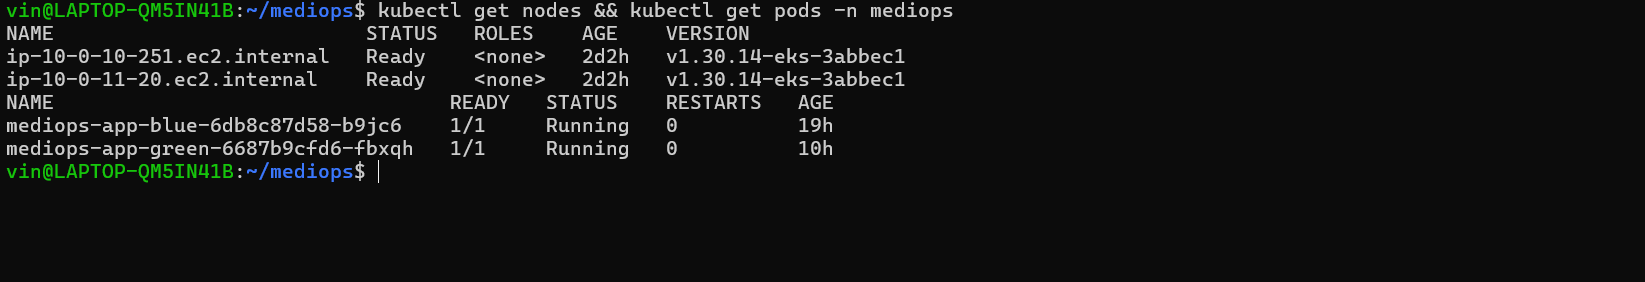 vin@LAPTOP-QM5IN41B:~/mediops$ kubectl get nodes && kubectl get pods -n mediops
NAME                          STATUS   ROLES    AGE    VERSION
ip-10-0-10-251.ec2.internal   Ready    <none>   2d2h   v1.30.14-eks-3abbec1
ip-10-0-11-20.ec2.internal    Ready    <none>   2d2h   v1.30.14-eks-3abbec1
NAME                                 READY   STATUS    RESTARTS   AGE
mediops-app-blue-6db8c87d58-b9jc6    1/1     Running   0          19h
mediops-app-green-6687b9cfd6-fbxqh   1/1     Running   0          10h
vin@LAPTOP-QM5IN41B:~/mediops$